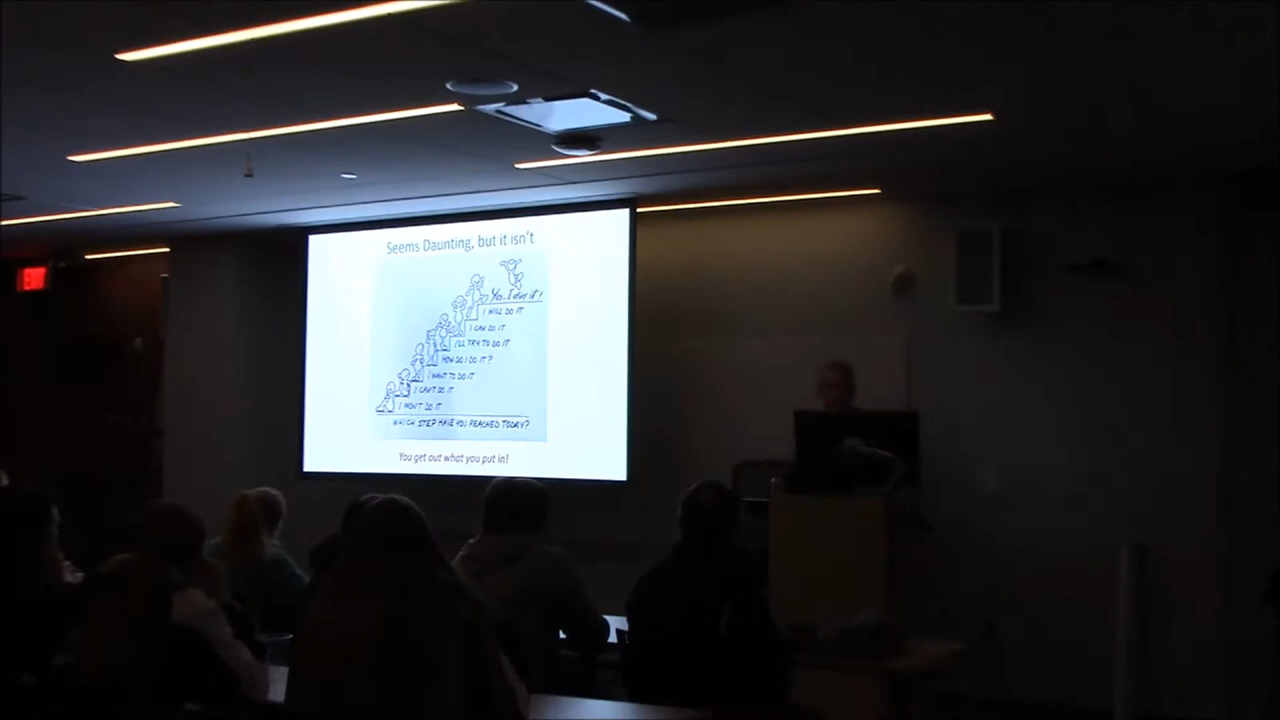 Seems Daunting, but it isn't
Yes, I did it!
I WILL DO IT
I CAN DO IT
I'LL TRY TO DO IT
HOW DO I DO IT?
I WANT TO DO IT
I CAN'T DO IT
I WON'T DO IT
WHICH STEP HAVE YOU REACHED TODAY?
You get out what you put in!